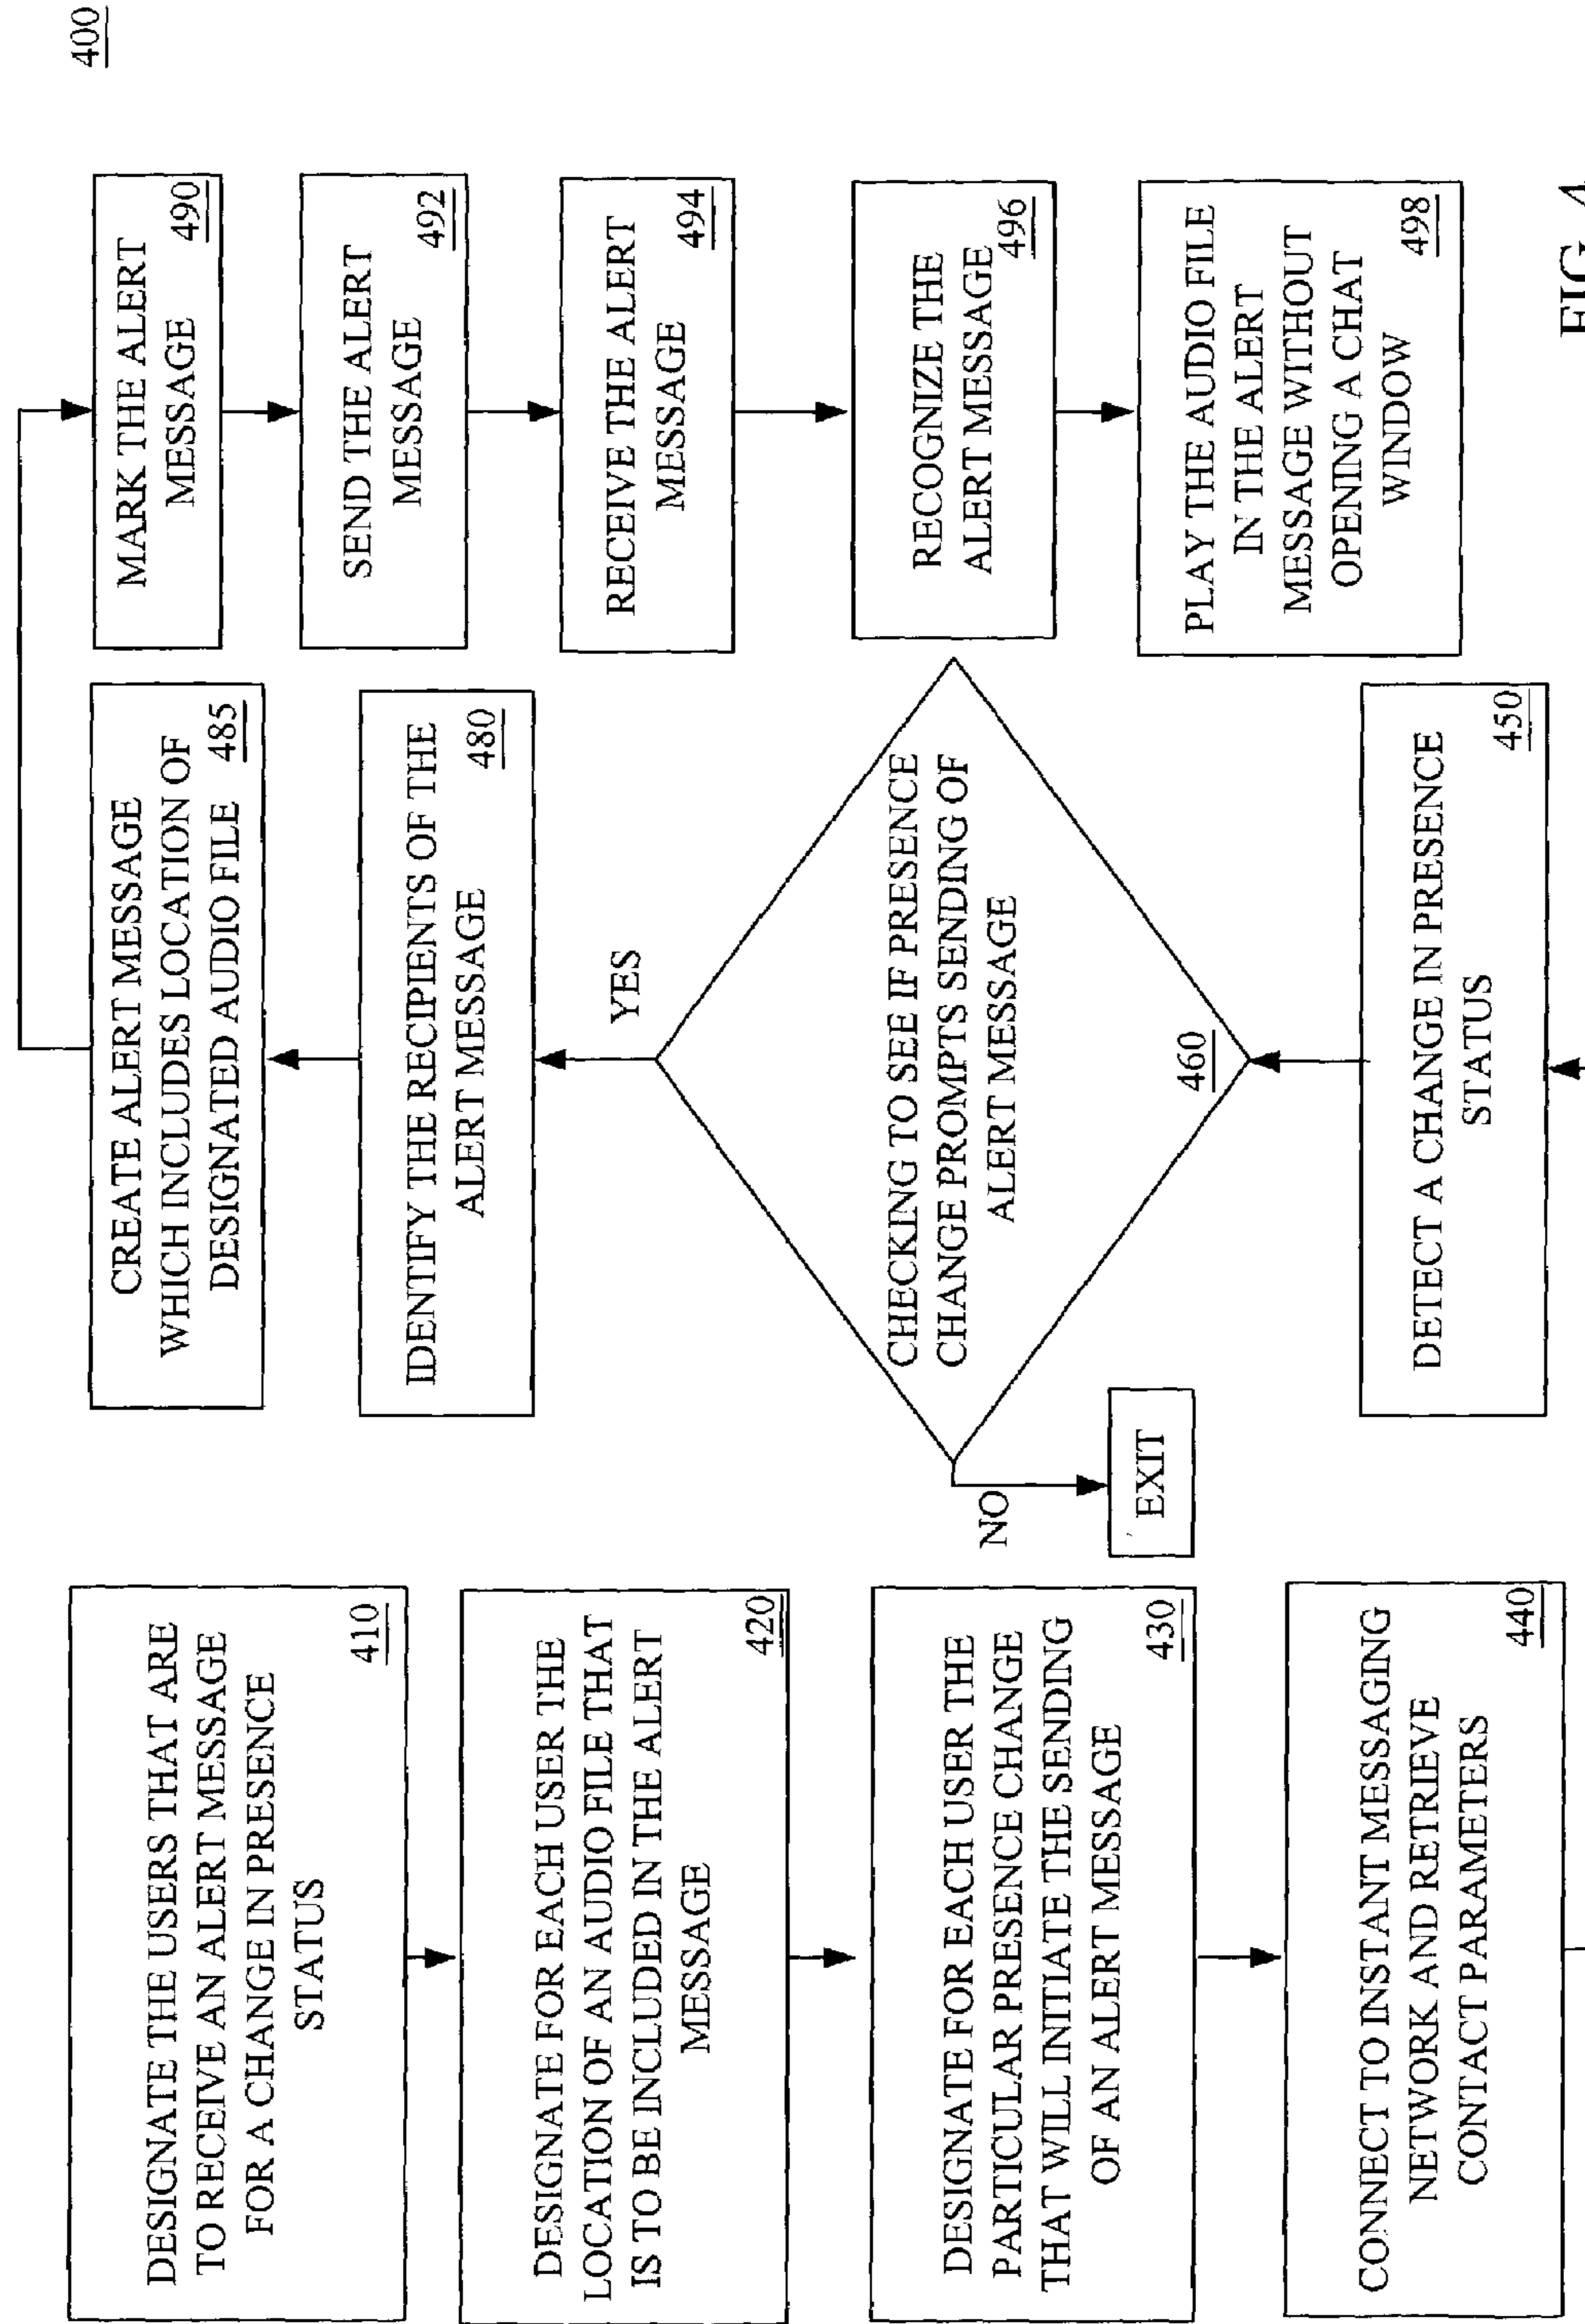 400
DESIGNATE THE USERS THAT ARE
TO RECEIVE AN ALERT MESSAGE
FOR A CHANGE IN PRESENCE
STATUS
410
DESIGNATE FOR EACH USER THE
LOCATION OF AN AUDIO FILE THAT
IS TO BE INCLUDED IN THE ALERT
MESSAGE
420
DESIGNATE FOR EACH USER THE
PARTICULAR PRESENCE CHANGE
THAT WILL INITIATE THE SENDING
OF AN ALERT MESSAGE
430
CONNECT TO INSTANT MESSAGING
NETWORK AND RETRIEVE
CONTACT PARAMETERS
440
DETECT A CHANGE IN PRESENCE
STATUS
450
CHECKING TO SEE IF PRESENCE
CHANGE PROMPTS SENDING OF
ALERT MESSAGE
460
NO
EXIT
YES
IDENTIFY THE RECIPIENTS OF THE
ALERT MESSAGE
480
CREATE ALERT MESSAGE
WHICH INCLUDES LOCATION OF
DESIGNATED AUDIO FILE
485
MARK THE ALERT
MESSAGE
490
SEND THE ALERT
MESSAGE
492
RECEIVE THE ALERT
MESSAGE
494
RECOGNIZE THE
ALERT MESSAGE
496
PLAY THE AUDIO FILE
IN THE ALERT
MESSAGE WITHOUT
OPENING A CHAT
WINDOW
498
FIG. 4